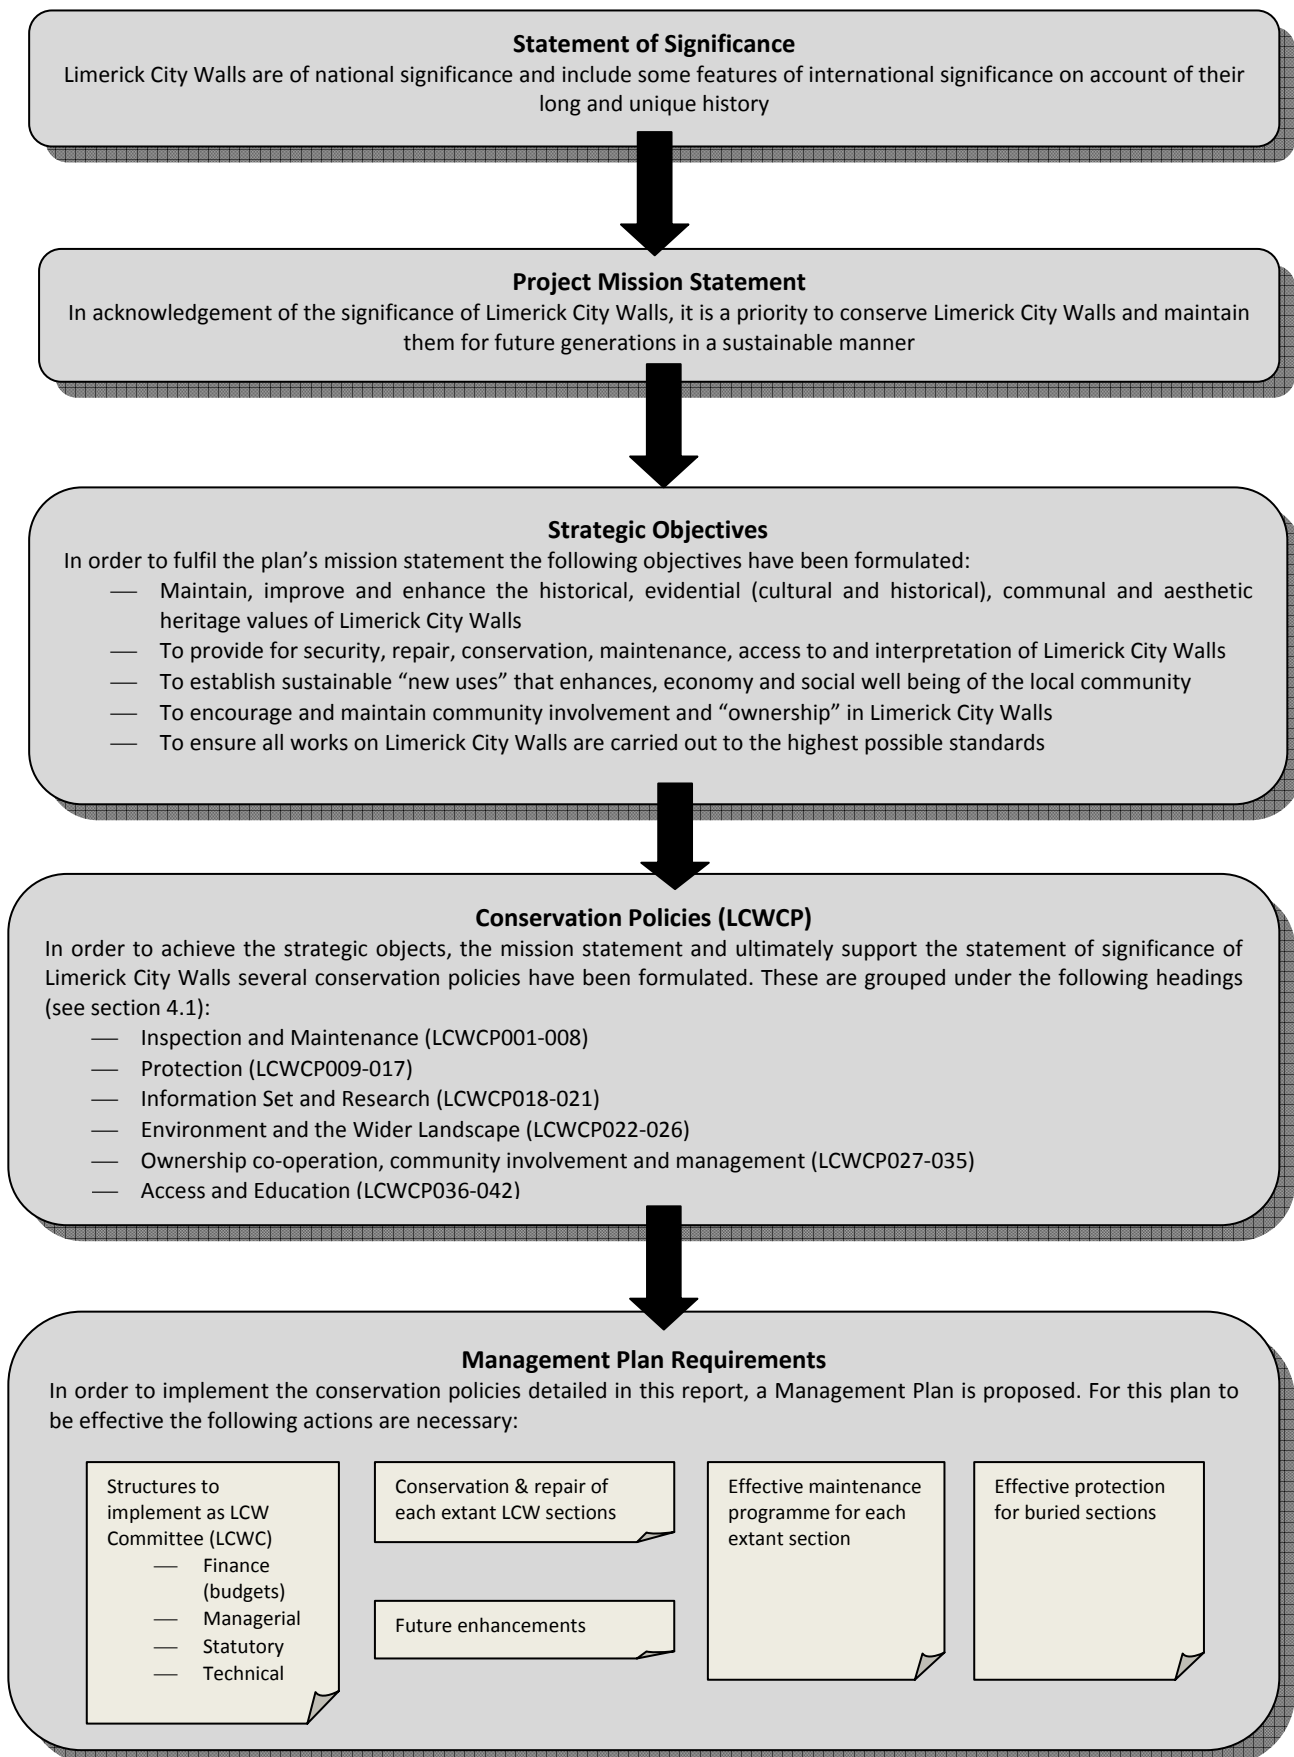 Statement of Significance
Limerick City Walls are of national significance and include some features of international significance on account of their
long and unique history
Project Mission Statement
In acknowledgement of the significance of Limerick City Walls, it is a priority to conserve Limerick City Walls and maintain
them for future generations in a sustainable manner
Strategic Objectives
In order to fulfil the plan’s mission statement the following objectives have been formulated:
— Maintain, improve and enhance the historical, evidential (cultural and historical), communal and aesthetic
heritage values of Limerick City Walls
— To provide for security, repair, conservation, maintenance, access to and interpretation of Limerick City Walls
— To establish sustainable “new uses” that enhances, economy and social well being of the local community
— To encourage and maintain community involvement and “ownership” in Limerick City Walls
— To ensure all works on Limerick City Walls are carried out to the highest possible standards
Conservation Policies (LCWCP)
In order to achieve the strategic objects, the mission statement and ultimately support the statement of significance of
Limerick City Walls several conservation policies have been formulated. These are grouped under the following headings
(see section 4.1):
— Inspection and Maintenance (LCWCP001-008)
— Protection (LCWCP009-017)
— Information Set and Research (LCWCP018-021)
— Environment and the Wider Landscape (LCWCP022-026)
— Ownership co-operation, community involvement and management (LCWCP027-035)
— Access and Education (LCWCP036-042)
Management Plan Requirements
In order to implement the conservation policies detailed in this report, a Management Plan is proposed. For this plan to
be effective the following actions are necessary:
Structures to
implement as LCW
Committee (LCWC)
— Finance
(budgets)
— Managerial
— Statutory
— Technical
Conservation & repair of
each extant LCW sections
Future enhancements
Effective maintenance
programme for each
extant section
Effective protection
for buried sections